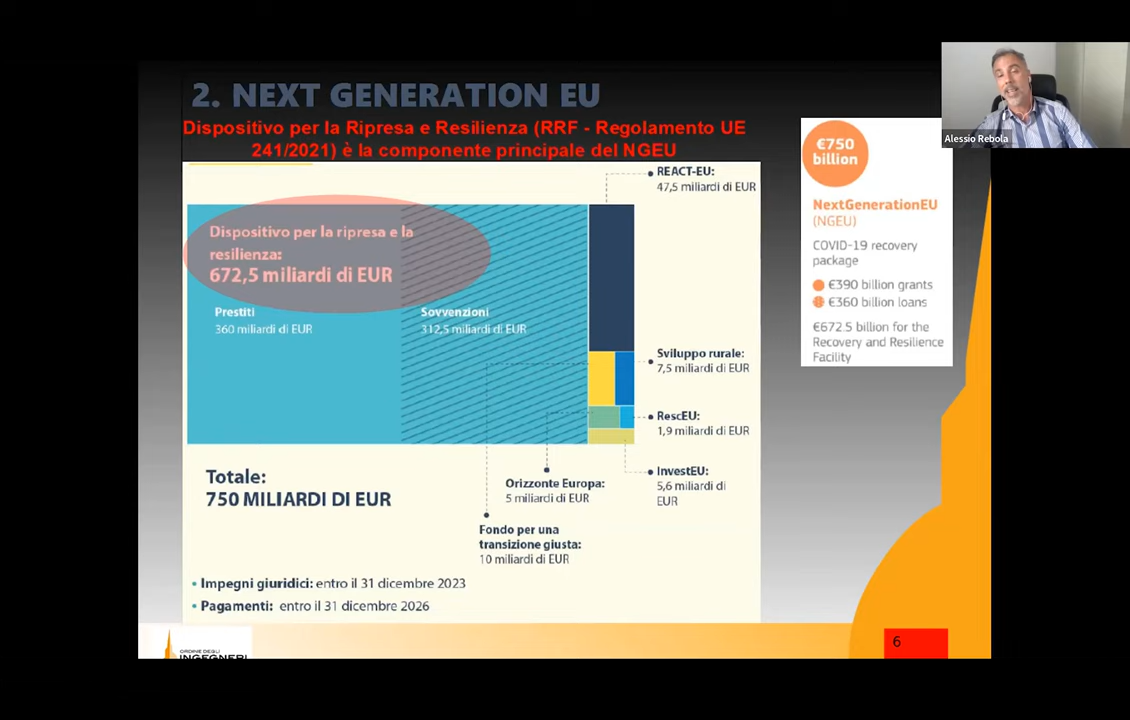 2. NEXT GENERATION EU
Dispositivo per la Ripresa e Resilienza (RRF - Regolamento UE
241/2021) è la componente principale del NGEU
Dispositivo per la ripresa e la
resilienza:
672,5 miliardi di EUR
Prestiti
360 miliardi di EUR
Sovvenzioni
312,5 miliardi di EUR
REACT-EU:
47,5 miliardi di EUR
Sviluppo rurale:
7,5 miliardi di EUR
RescEU:
1,9 miliardi di EUR
InvestEU:
5,6 miliardi di
EUR
Orizzonte Europa:
5 miliardi di EUR
Fondo per una
transizione giusta:
10 miliardi di EUR
Totale:
750 MILIARDI DI EUR
• Impegni giuridici: entro il 31 dicembre 2023
• Pagamenti: entro il 31 dicembre 2026
€750
billion
NextGenerationEU
(NGEU)
COVID-19 recovery
package
€390 billion grants
€360 billion loans
€672.5 billion for the
Recovery and Resilience
Facility
Alessio Rebola
ORDINE DEGLI
INGEGNERI
6